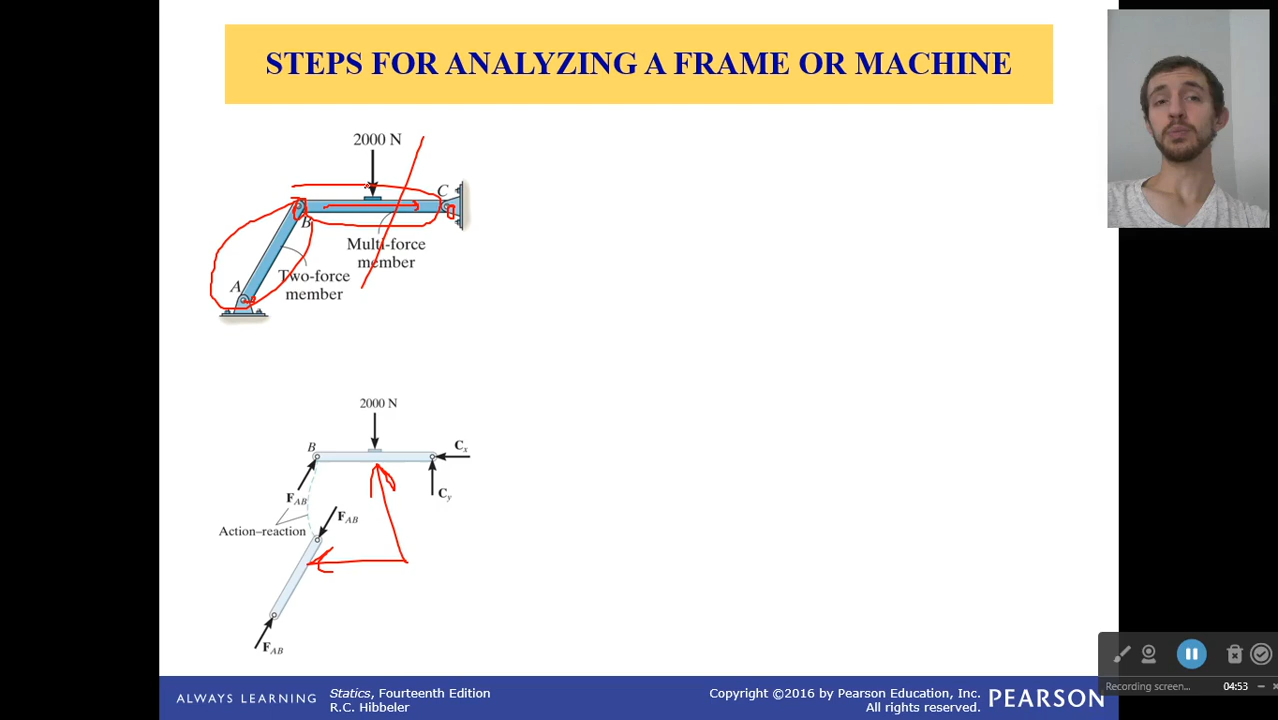 STEPS FOR ANALYZING A FRAME OR MACHINE
2000 N
C
B
Multi-force
member
Two-force
member
A
2000 N
B
Cx
FAB
Cy
FAB
Action–reaction
FAB
ALWAYS LEARNING
Statics, Fourteenth Edition
R.C. Hibbeler
Copyright ©2016 by Pearson Education, Inc.
All rights reserved.
PEARSON
Recording screen...
04:53